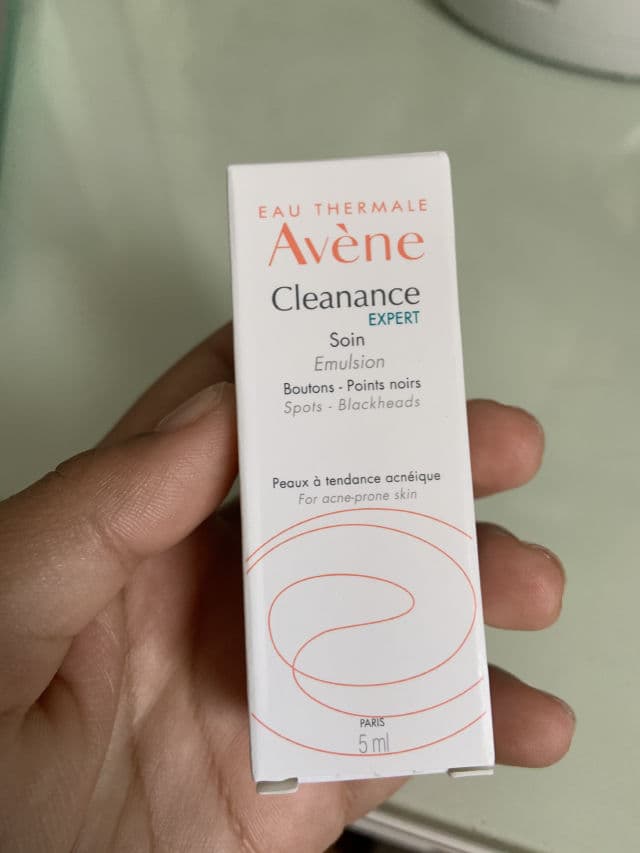 EAU THERMALE
Avène
Cleanance
EXPERT
Soin
Emulsion
Boutons - Points noirs
Spots - Blackheads
Peaux à tendance acnéique
For acne-prone skin
PARIS
5 ml